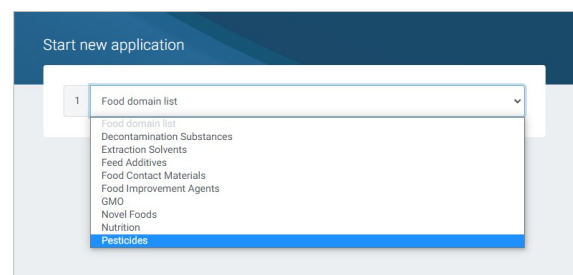 Start new application
1 Food domain list
Food domain list
Decontamination Substances
Extraction Solvents
Feed Additives
Food Contact Materials
Food Improvement Agents
GMO
Novel Foods
Nutrition
Pesticides